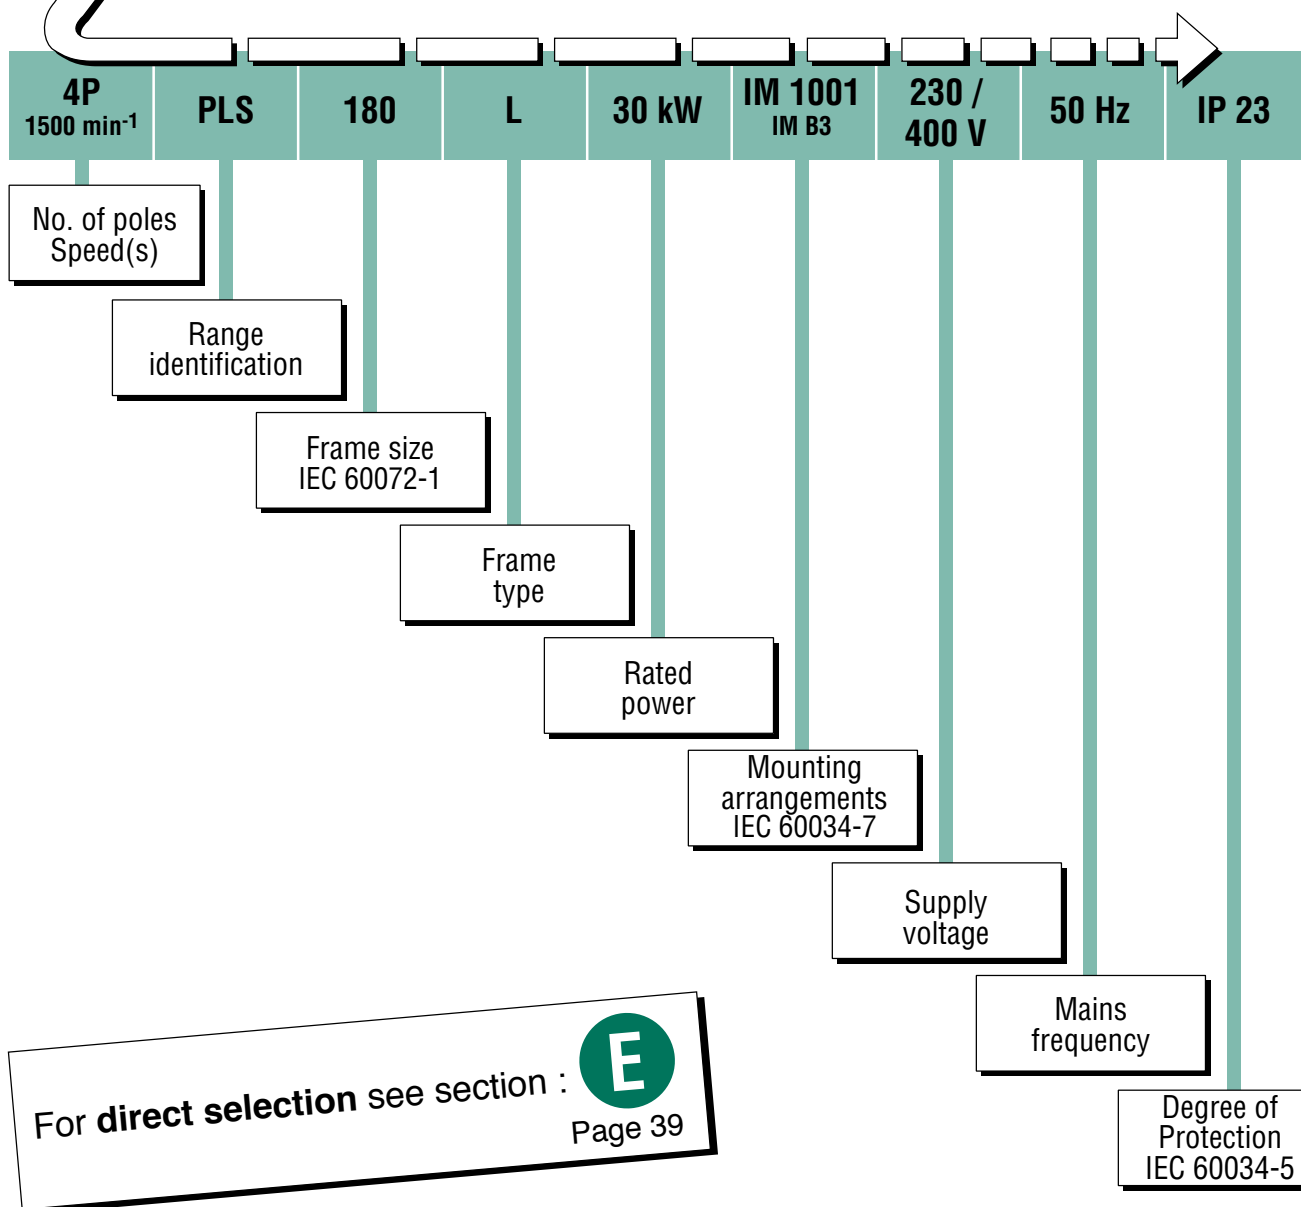 4P
1500 min-1
PLS
180
L
30 kW
IM 1001
IM B3
230 /
400 V
50 Hz
IP 23
No. of poles
Speed(s)
Range
identification
Frame size
IEC 60072-1
Frame
type
Rated
power
Mounting
arrangements
IEC 60034-7
Supply
voltage
Mains
frequency
Degree of
Protection
IEC 60034-5
For direct selection see section : E
Page 39